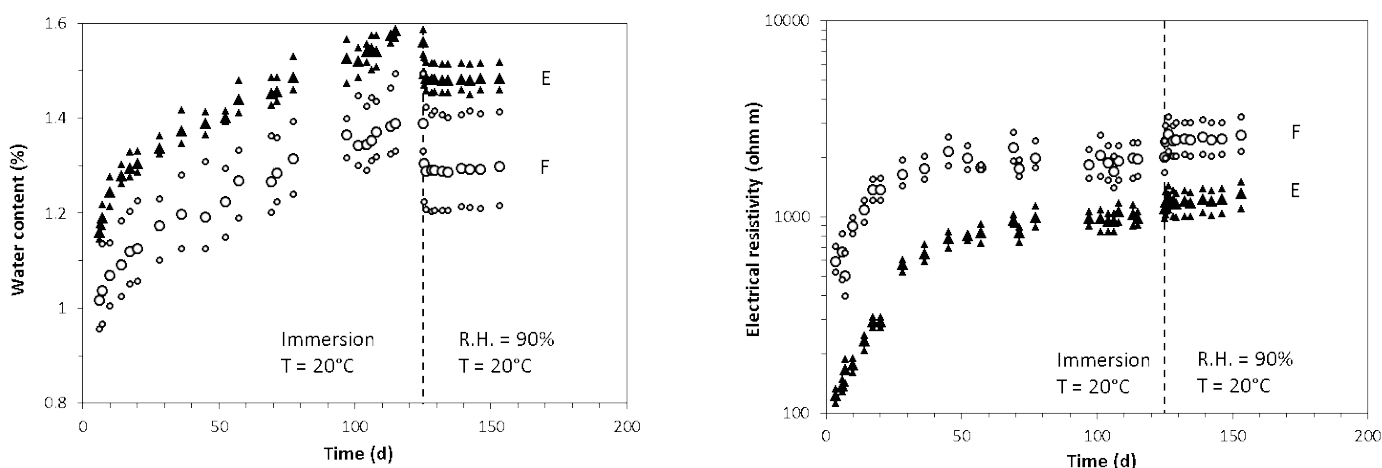 1.6
1.4
1.2
1
0.8
Water content (%)
E
F
Immersion
T = 20°C
R.H. = 90%
T = 20°C
0
50
100
150
200
Time (d)
10000
1000
100
Electrical resistivity (ohm m)
F
E
Immersion
T = 20°C
R.H. = 90%
T = 20°C
0
50
100
150
200
Time (d)